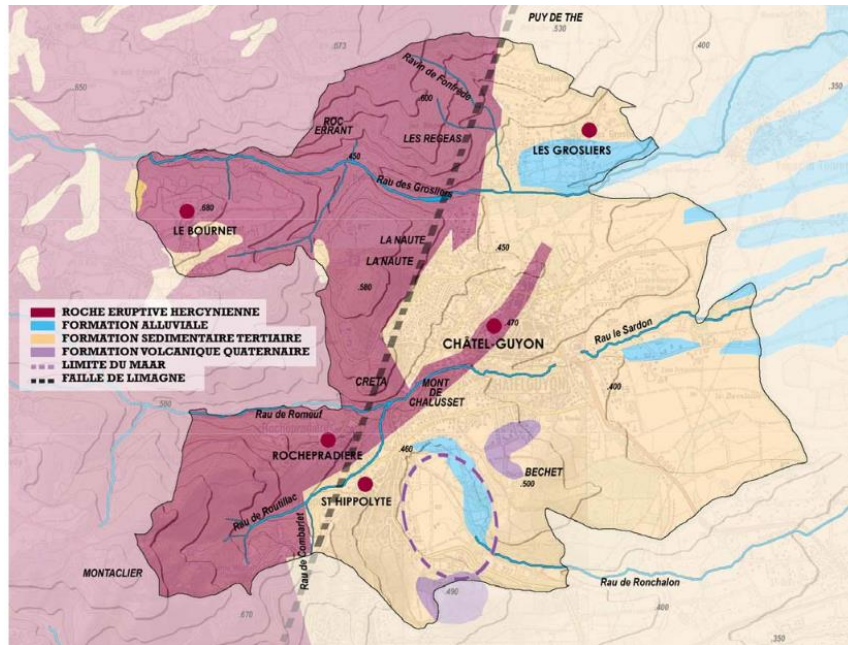 PUY DE THE
.530
.400
.350
.673
.650
Ravin de Fonfrède
.600
ROC
ERRANT
LES REGEAS
LES GROSLIERS
.450
Rau des Grosliers
.680
LE BOURNET
LA NAUTE
LA NAUTE
.450
.580
ROCHE ERUPTIVE HERCYNIENNE
FORMATION ALLUVIALE
FORMATION SEDIMENTAIRE TERTIAIRE
FORMATION VOLCANIQUE QUATERNAIRE
LIMITE DU MAAR
FAILLE DE LIMAGNE
.470
CHÂTEL-GUYON
Rau le Sardon
.400
CRETA
MONT
DE
CHALUSSET
.580
Rau de Romeuf
ROCHEPRADIERE
.460
BECHET
.500
ST HIPPOLYTE
Rau de Routillac
Rau de Combarlet
MONTACLIER
Rau de Ronchalon
.490
.400
.670
.350